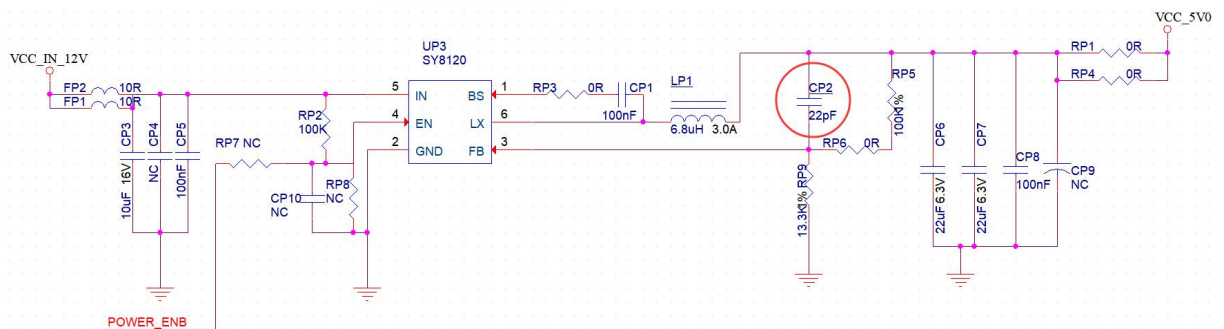 VCC_IN_12V
FP2 10R
FP1 10R
CP3
10uF 16V
CP4
NC
CP5
100nF
RP7 NC
RP2
100K
CP10
NC
RP8
NC
POWER_ENB
UP3
SY8120
5 IN BS 1
4 EN LX 6
2 GND FB 3
RP3 0R
CP1
100nF
LP1
6.8uH 3.0A
CP2
22pF
RP5
100K 1%
RP6 0R
RP9
13.3K 1%
CP6
22uF 6.3V
CP7
22uF 6.3V
CP8
100nF
CP9
NC
RP1 0R
RP4 0R
VCC_5V0